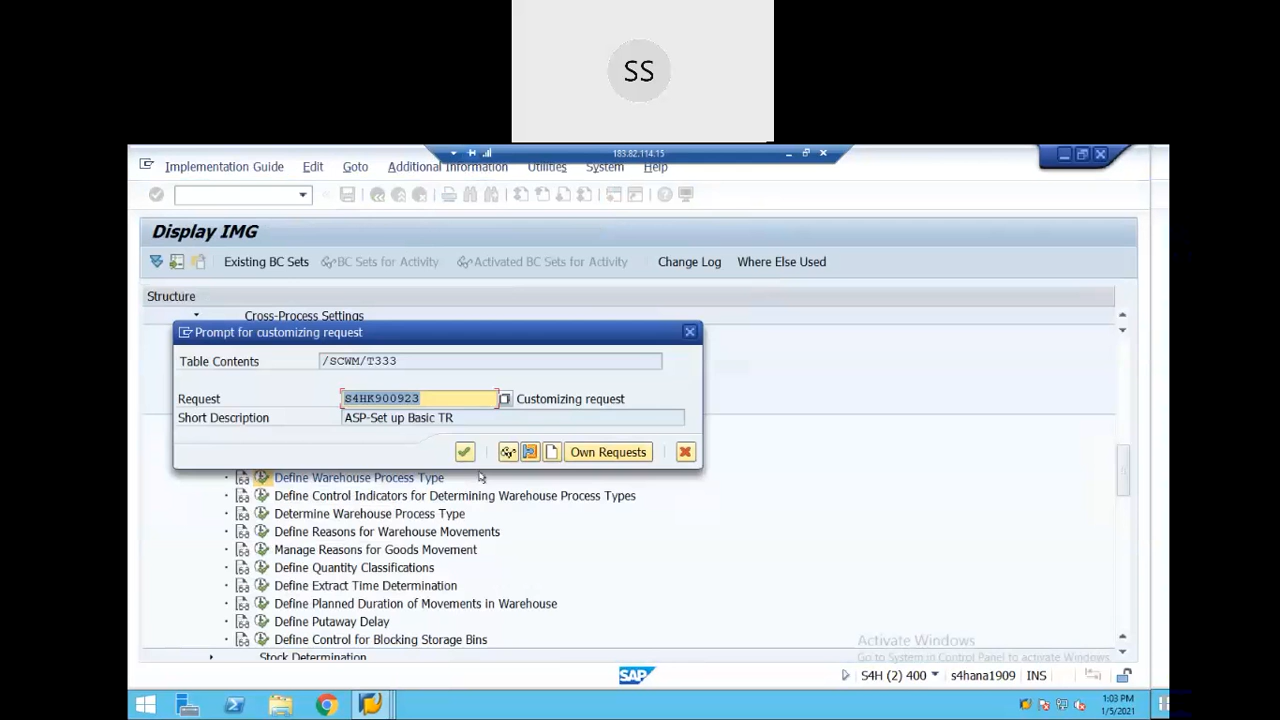 SS
183.82.114.15
Implementation Guide Edit Goto Additional Information Utilities System Help
Display IMG
Existing BC Sets BC Sets for Activity Activated BC Sets for Activity Change Log Where Else Used
Structure
Cross-Process Settings
Prompt for customizing request
Table Contents /SCWM/T333
Request S4HK900923 Customizing request
Short Description ASP-Set up Basic TR
Own Requests
Define Warehouse Process Type
Define Control Indicators for Determining Warehouse Process Types
Determine Warehouse Process Type
Define Reasons for Warehouse Movements
Manage Reasons for Goods Movement
Define Quantity Classifications
Define Extract Time Determination
Define Planned Duration of Movements in Warehouse
Define Putaway Delay
Define Control for Blocking Storage Bins
Stock Determination
Activate Windows
Go to System in Control Panel to activate Windows.
SAP
S4H (2) 400 s4hana1909 INS
1:03 PM
1/5/2021